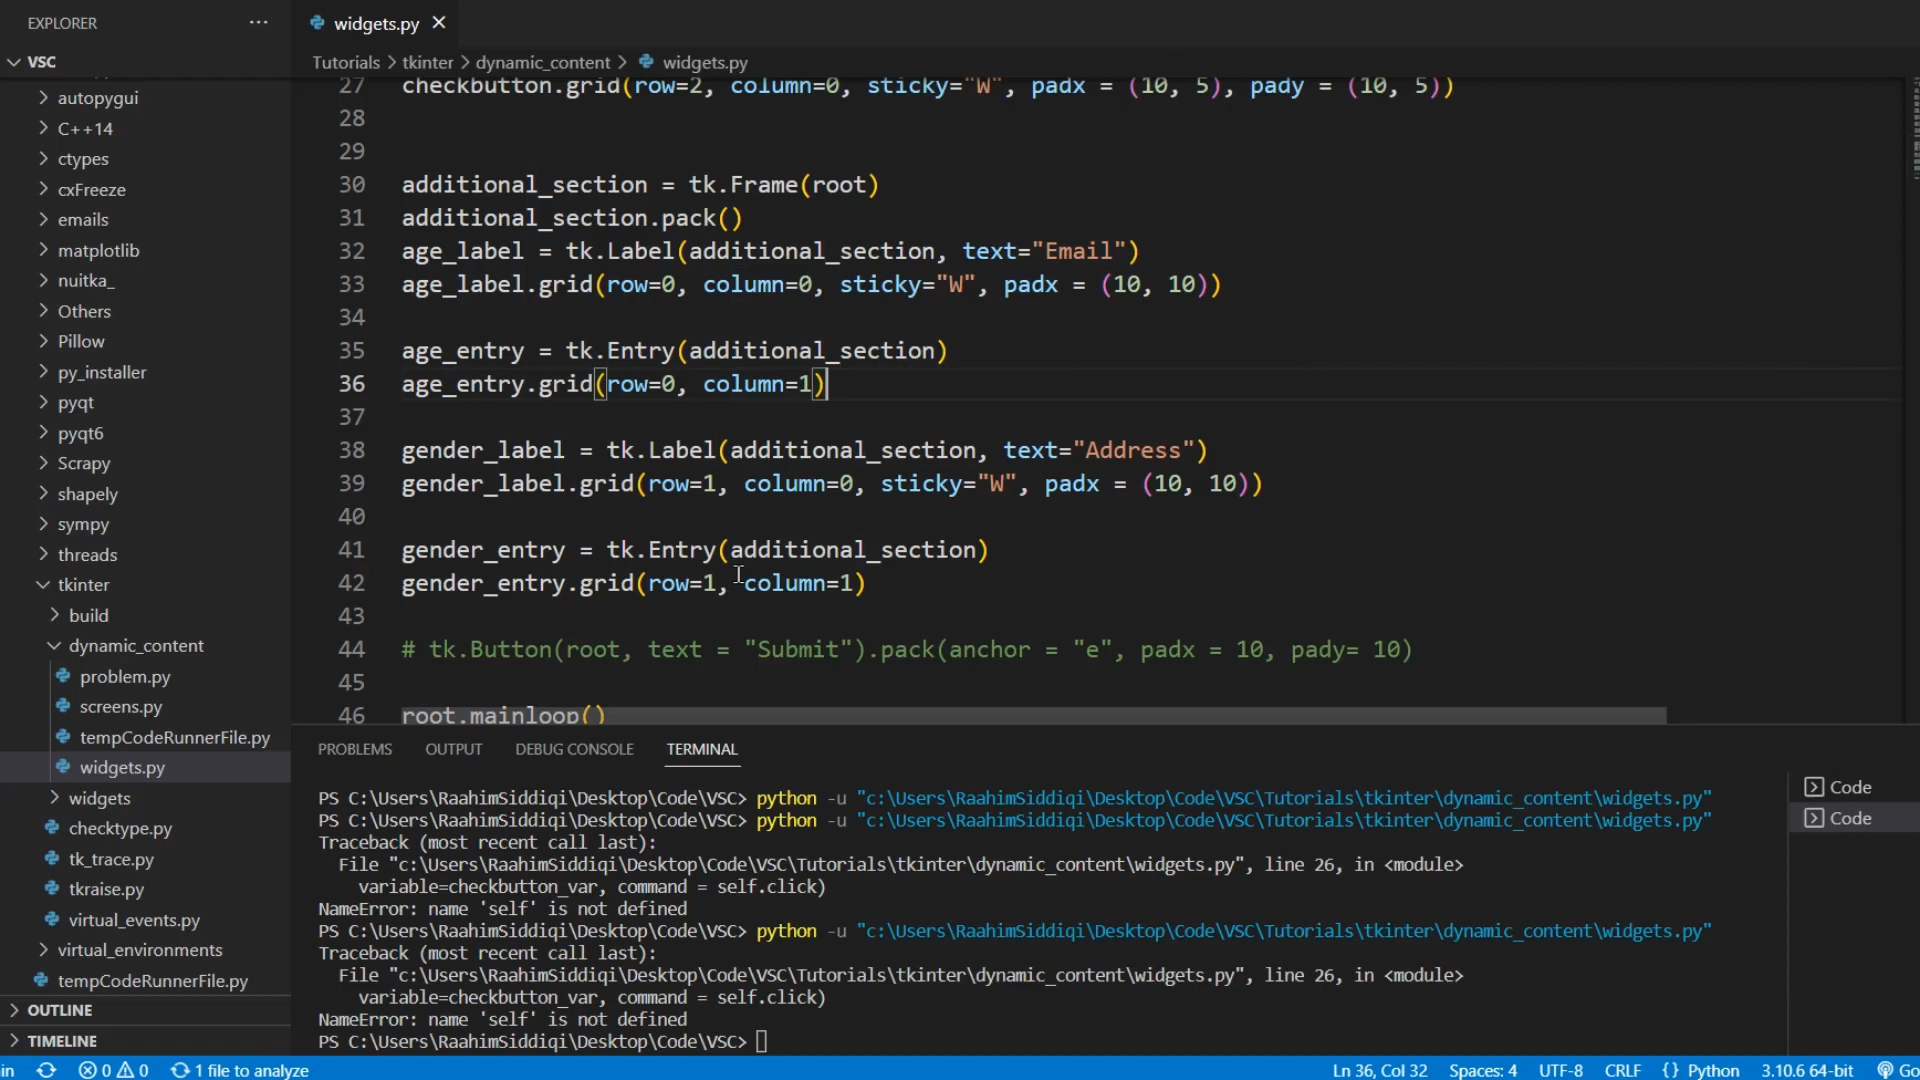 EXPLORER
···
VSC
autopygui
C++14
ctypes
cxFreeze
emails
matplotlib
nuitka_
Others
Pillow
py_installer
pyqt
pyqt6
Scrapy
shapely
sympy
threads
tkinter
build
dynamic_content
problem.py
screens.py
tempCodeRunnerFile.py
widgets.py
widgets
checktype.py
tk_trace.py
tkraise.py
virtual_events.py
virtual_environments
tempCodeRunnerFile.py
OUTLINE
TIMELINE
widgets.py
Tutorials > tkinter > dynamic_content > widgets.py
27 checkbutton.grid(row=2, column=0, sticky="W", padx = (10, 5), pady = (10, 5))
28
29
30 additional_section = tk.Frame(root)
31 additional_section.pack()
32 age_label = tk.Label(additional_section, text="Email")
33 age_label.grid(row=0, column=0, sticky="W", padx = (10, 10))
34
35 age_entry = tk.Entry(additional_section)
36 age_entry.grid(row=0, column=1)
37
38 gender_label = tk.Label(additional_section, text="Address")
39 gender_label.grid(row=1, column=0, sticky="W", padx = (10, 10))
40
41 gender_entry = tk.Entry(additional_section)
42 gender_entry.grid(row=1, column=1)
43
44 # tk.Button(root, text = "Submit").pack(anchor = "e", padx = 10, pady= 10)
45
46 root.mainloop()
PROBLEMS OUTPUT DEBUG CONSOLE TERMINAL
PS C:\Users\RaahimSiddiqi\Desktop\Code\VSC> python -u "c:\Users\RaahimSiddiqi\Desktop\Code\VSC\Tutorials\tkinter\dynamic_content\widgets.py"
PS C:\Users\RaahimSiddiqi\Desktop\Code\VSC> python -u "c:\Users\RaahimSiddiqi\Desktop\Code\VSC\Tutorials\tkinter\dynamic_content\widgets.py"
Traceback (most recent call last):
File "c:\Users\RaahimSiddiqi\Desktop\Code\VSC\Tutorials\tkinter\dynamic_content\widgets.py", line 26, in <module>
variable=checkbutton_var, command = self.click)
NameError: name 'self' is not defined
PS C:\Users\RaahimSiddiqi\Desktop\Code\VSC> python -u "c:\Users\RaahimSiddiqi\Desktop\Code\VSC\Tutorials\tkinter\dynamic_content\widgets.py"
Traceback (most recent call last):
File "c:\Users\RaahimSiddiqi\Desktop\Code\VSC\Tutorials\tkinter\dynamic_content\widgets.py", line 26, in <module>
variable=checkbutton_var, command = self.click)
NameError: name 'self' is not defined
PS C:\Users\RaahimSiddiqi\Desktop\Code\VSC>
Code
Code
in 0 0 1 file to analyze Ln 36, Col 32 Spaces: 4 UTF-8 CRLF {} Python 3.10.6 64-bit Go